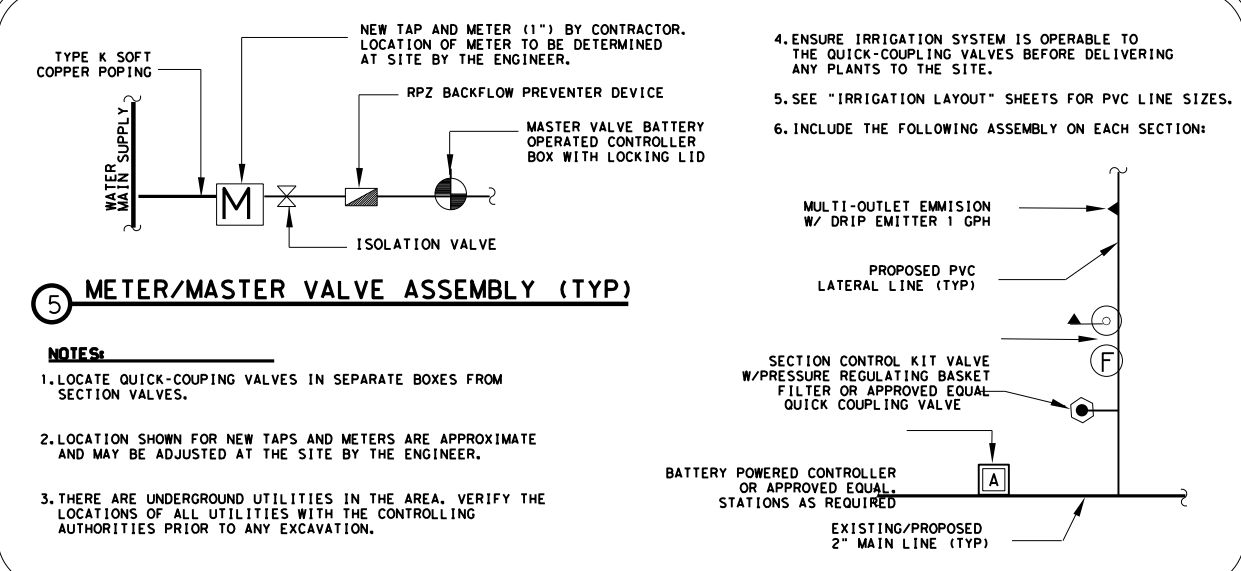 NEW TAP AND METER (1") BY CONTRACTOR.
LOCATION OF METER TO BE DETERMINED
AT SITE BY THE ENGINEER.
TYPE K SOFT
COPPER POPING
RPZ BACKFLOW PREVENTER DEVICE
MASTER VALVE BATTERY
OPERATED CONTROLLER
BOX WITH LOCKING LID
WATER
MAIN SUPPLY
M
ISOLATION VALVE
5 METER/MASTER VALVE ASSEMBLY (TYP)
NOTES:
1. LOCATE QUICK-COUPING VALVES IN SEPARATE BOXES FROM
SECTION VALVES.
2. LOCATION SHOWN FOR NEW TAPS AND METERS ARE APPROXIMATE
AND MAY BE ADJUSTED AT THE SITE BY THE ENGINEER.
3. THERE ARE UNDERGROUND UTILITIES IN THE AREA. VERIFY THE
LOCATIONS OF ALL UTILITIES WITH THE CONTROLLING
AUTHORITIES PRIOR TO ANY EXCAVATION.
4. ENSURE IRRIGATION SYSTEM IS OPERABLE TO
THE QUICK-COUPLING VALVES BEFORE DELIVERING
ANY PLANTS TO THE SITE.
5. SEE "IRRIGATION LAYOUT" SHEETS FOR PVC LINE SIZES.
6. INCLUDE THE FOLLOWING ASSEMBLY ON EACH SECTION:
MULTI-OUTLET EMMISION
W/ DRIP EMITTER 1 GPH
PROPOSED PVC
LATERAL LINE (TYP)
SECTION CONTROL KIT VALVE
W/PRESSURE REGULATING BASKET
FILTER OR APPROVED EQUAL
QUICK COUPLING VALVE
F
BATTERY POWERED CONTROLLER
OR APPROVED EQUAL.
STATIONS AS REQUIRED
A
EXISTING/PROPOSED
2" MAIN LINE (TYP)